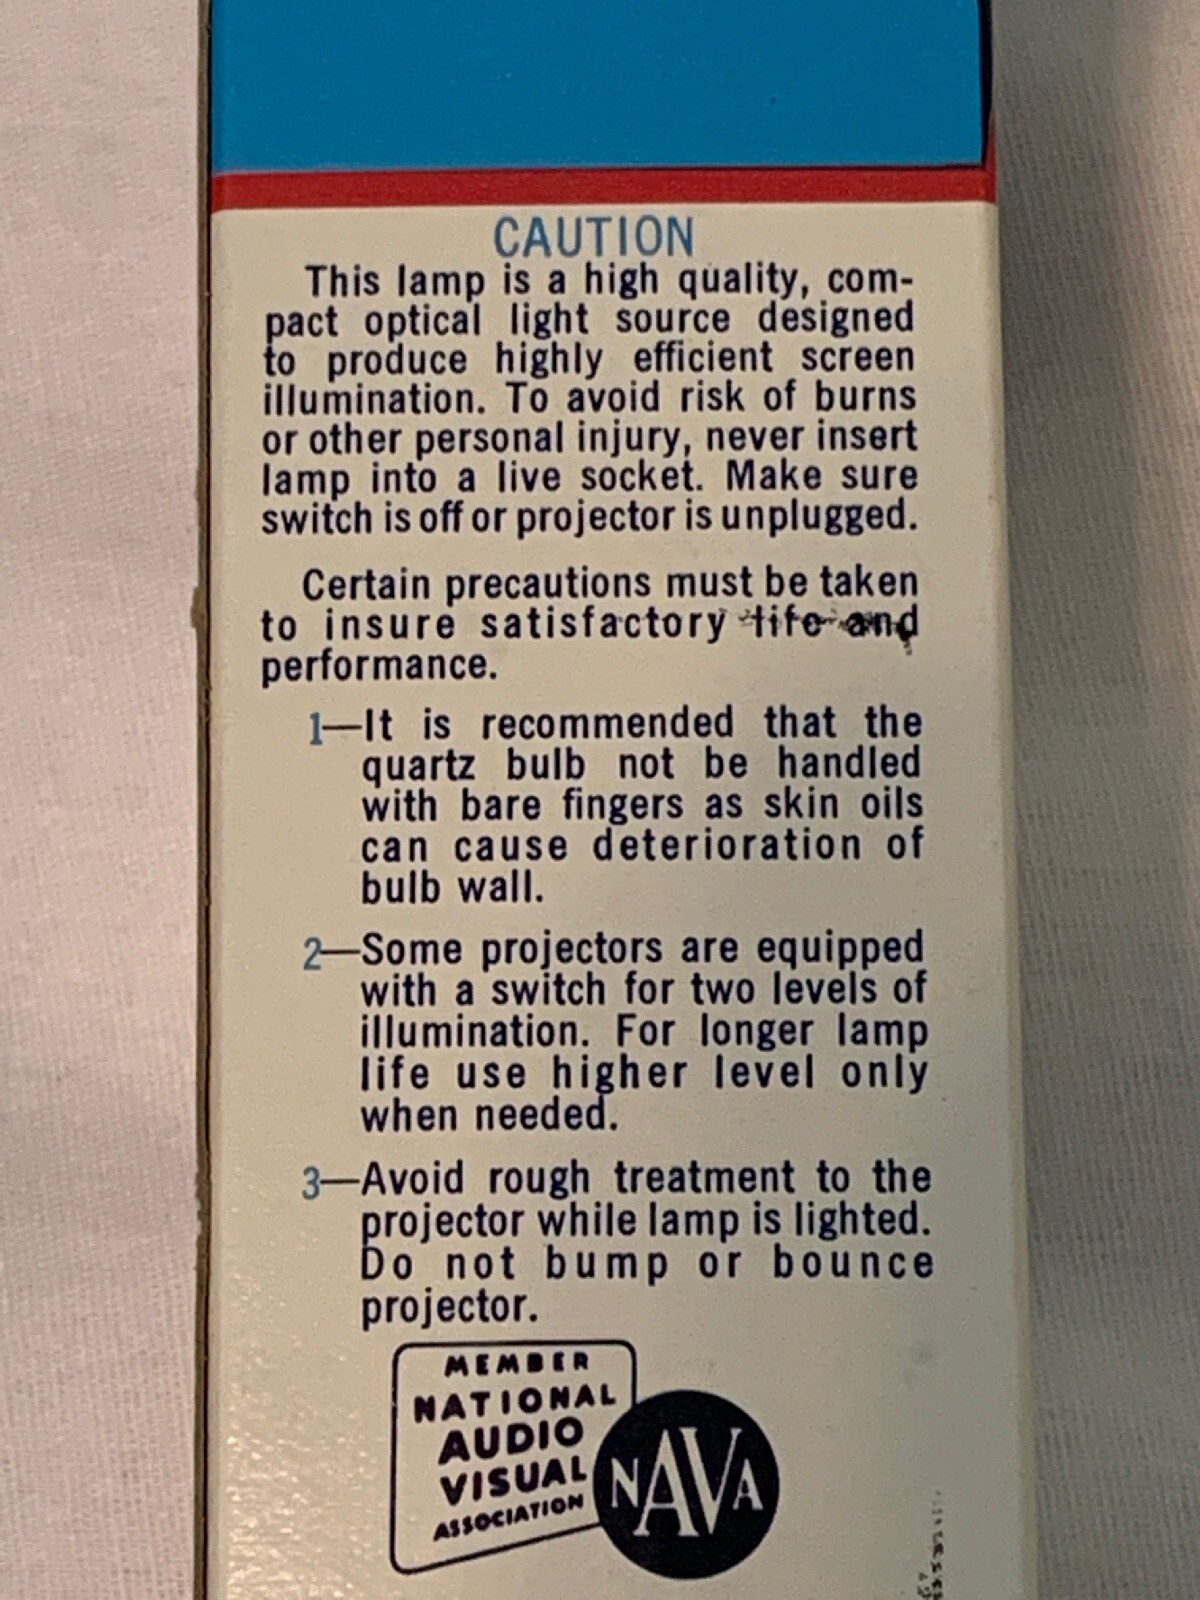 CAUTION
This lamp is a high quality, com-
pact optical light source designed
to produce highly efficient screen
illumination. To avoid risk of burns
or other personal injury, never insert
lamp into a live socket. Make sure
switch is off or projector is unplugged.
Certain precautions must be taken
to insure satisfactory life and
performance.
1—It is recommended that the
quartz bulb not be handled
with bare fingers as skin oils
can cause deterioration of
bulb wall.
2—Some projectors are equipped
with a switch for two levels of
illumination. For longer lamp
life use higher level only
when needed.
3—Avoid rough treatment to the
projector while lamp is lighted.
Do not bump or bounce
projector.
MEMBER
NATIONAL
AUDIO
VISUAL
ASSOCIATION
NAVA